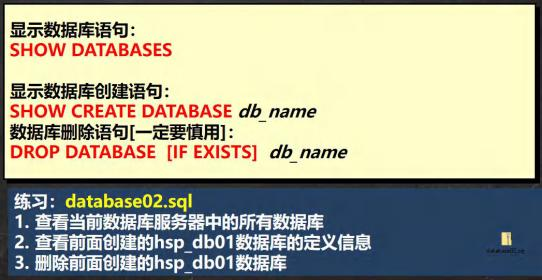 显示数据库语句：
SHOW DATABASES
显示数据库创建语句：
SHOW CREATE DATABASE db_name
数据库删除语句[一定要慎用]：
DROP DATABASE [IF EXISTS] db_name
练习：database02.sql
1. 查看当前数据库服务器中的所有数据库
2. 查看前面创建的hsp_db01数据库的定义信息
3. 删除前面创建的hsp_db01数据库